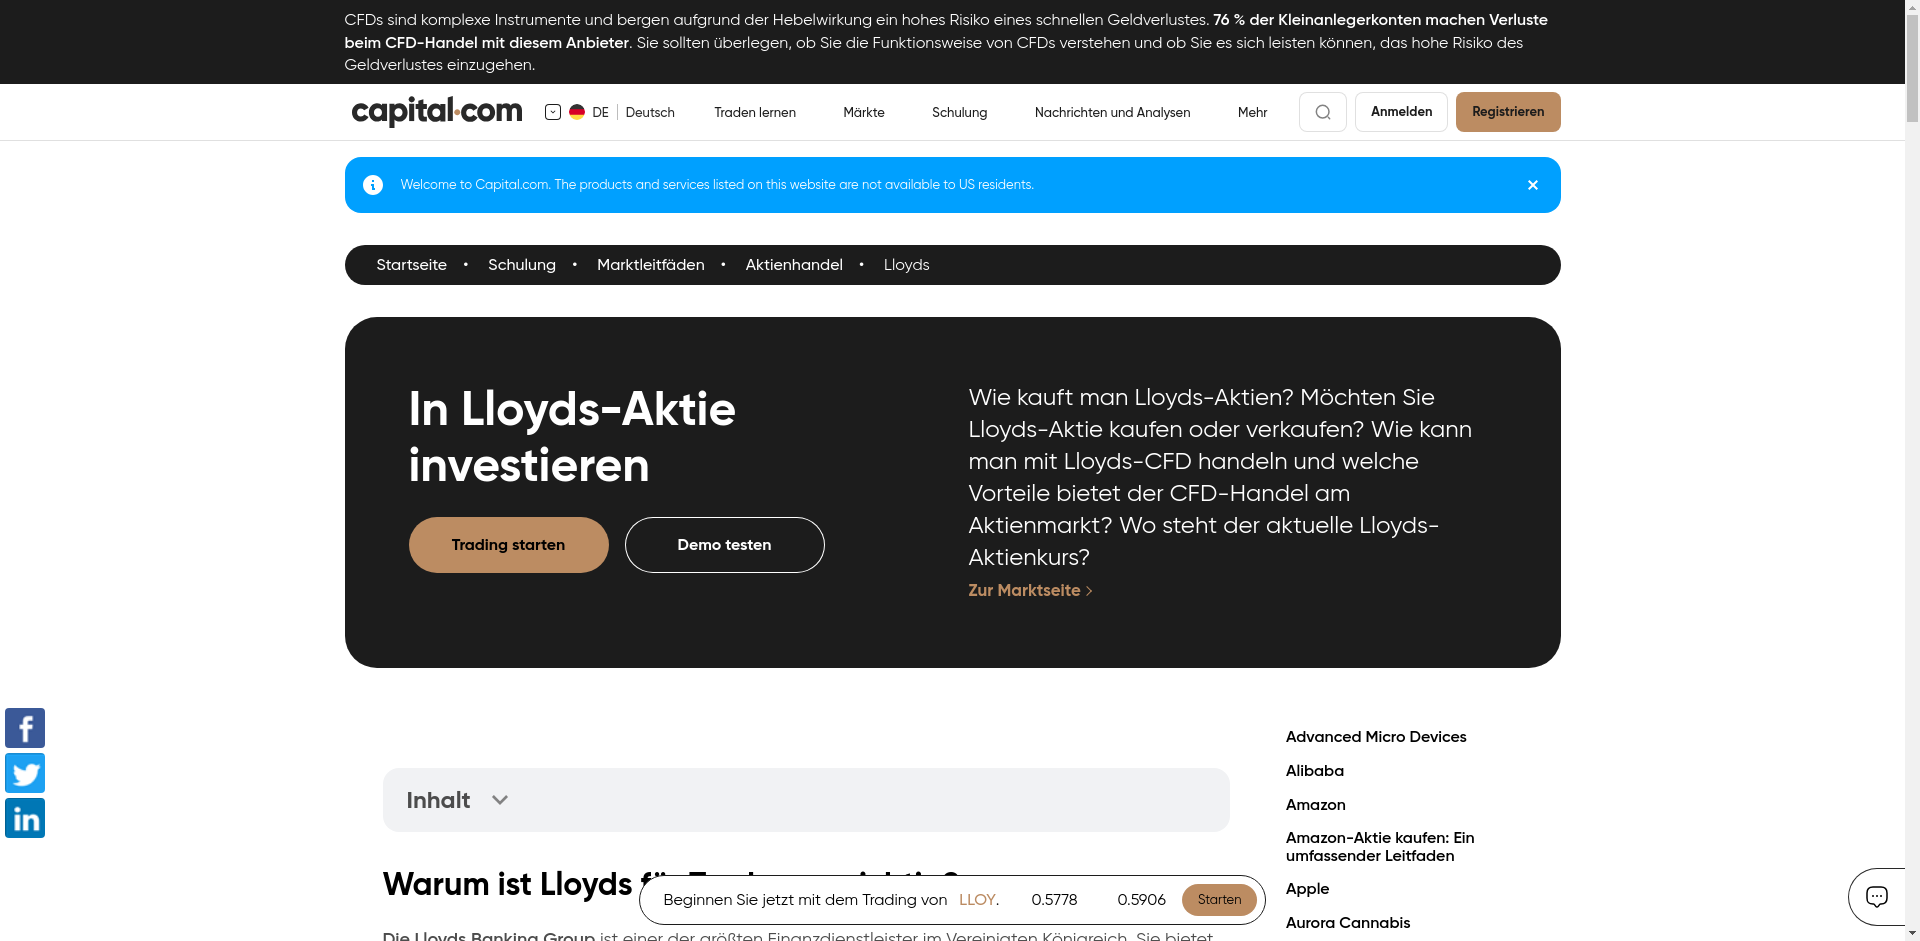 CFDs sind komplexe Instrumente und bergen aufgrund der Hebelwirkung ein hohes Risiko eines schnellen Geldverlustes. 76 % der Kleinanlegerkonten machen Verluste
beim CFD-Handel mit diesem Anbieter. Sie sollten überlegen, ob Sie die Funktionsweise von CFDs verstehen und ob Sie es sich leisten können, das hohe Risiko des
Geldverlustes einzugehen.
capital.com DE Deutsch Traden lernen Märkte Schulung Nachrichten und Analysen Mehr Anmelden Registrieren
Welcome to Capital.com. The products and services listed on this website are not available to US residents.
Startseite • Schulung • Marktleitfäden • Aktienhandel • Lloyds
In Lloyds-Aktie
investieren
Trading starten Demo testen
Wie kauft man Lloyds-Aktien? Möchten Sie
Lloyds-Aktie kaufen oder verkaufen? Wie kann
man mit Lloyds-CFD handeln und welche
Vorteile bietet der CFD-Handel am
Aktienmarkt? Wo steht der aktuelle Lloyds-
Aktienkurs?
Zur Marktseite
Inhalt
Warum ist Lloyds
Die Lloyds Banking Group ist einer der größten Finanzdienstleister im Vereinigten Königreich. Sie bietet
Advanced Micro Devices
Alibaba
Amazon
Amazon-Aktie kaufen: Ein
umfassender Leitfaden
Apple
Aurora Cannabis
Beginnen Sie jetzt mit dem Trading von LLOY. 0.5778 0.5906 Starten